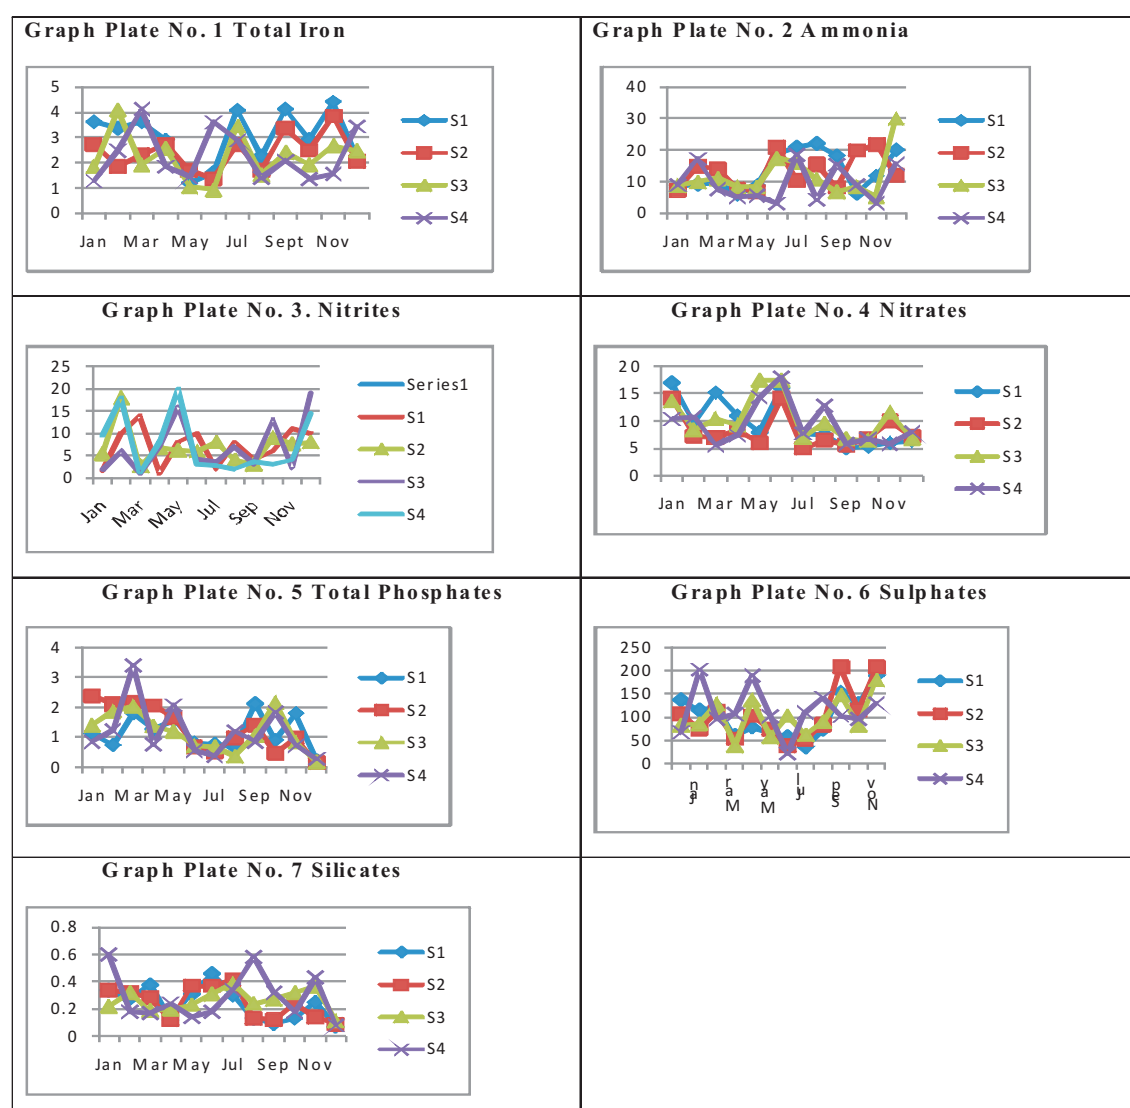 Graph Plate No. 1 Total Iron
5
4
3
2
1
0
Jan Mar May Jul Sept Nov
S1
S2
S3
S4
Graph Plate No. 2 Ammonia
40
30
20
10
0
Jan Mar May Jul Sep Nov
S1
S2
S3
S4
Graph Plate No. 3. Nitrites
25
20
15
10
5
0
Jan Mar May Jul Sep Nov
Series1
S1
S2
S3
S4
Graph Plate No. 4 Nitrates
20
15
10
5
0
Jan Mar May Jul Sep Nov
S1
S2
S3
S4
Graph Plate No. 5 Total Phosphates
4
3
2
1
0
Jan Mar May Jul Sep Nov
S1
S2
S3
S4
Graph Plate No. 6 Sulphates
250
200
150
100
50
0
Jan Mar May Jul Sep Nov
S1
S2
S3
S4
Graph Plate No. 7 Silicates
0.8
0.6
0.4
0.2
0
Jan Mar May Jul Sep Nov
S1
S2
S3
S4